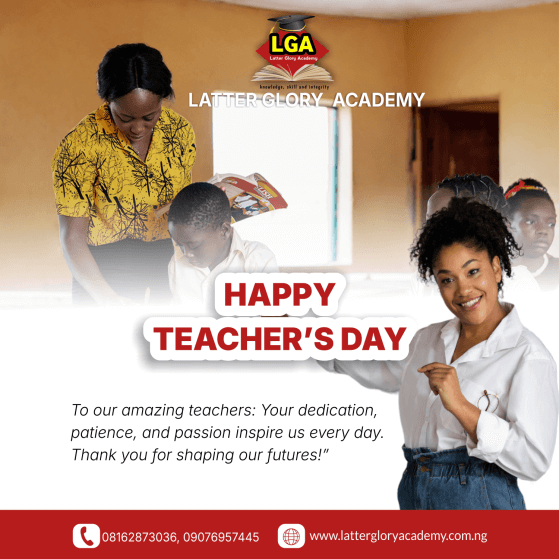 LGA
Latter Glory Academy
knowledge, skill and integrity
LATTER GLORY ACADEMY
HAPPY
TEACHER'S DAY
To our amazing teachers: Your dedication,
patience, and passion inspire us every day.
Thank you for shaping our futures!”
08162873036, 09076957445
www.lattergloryacademy.com.ng